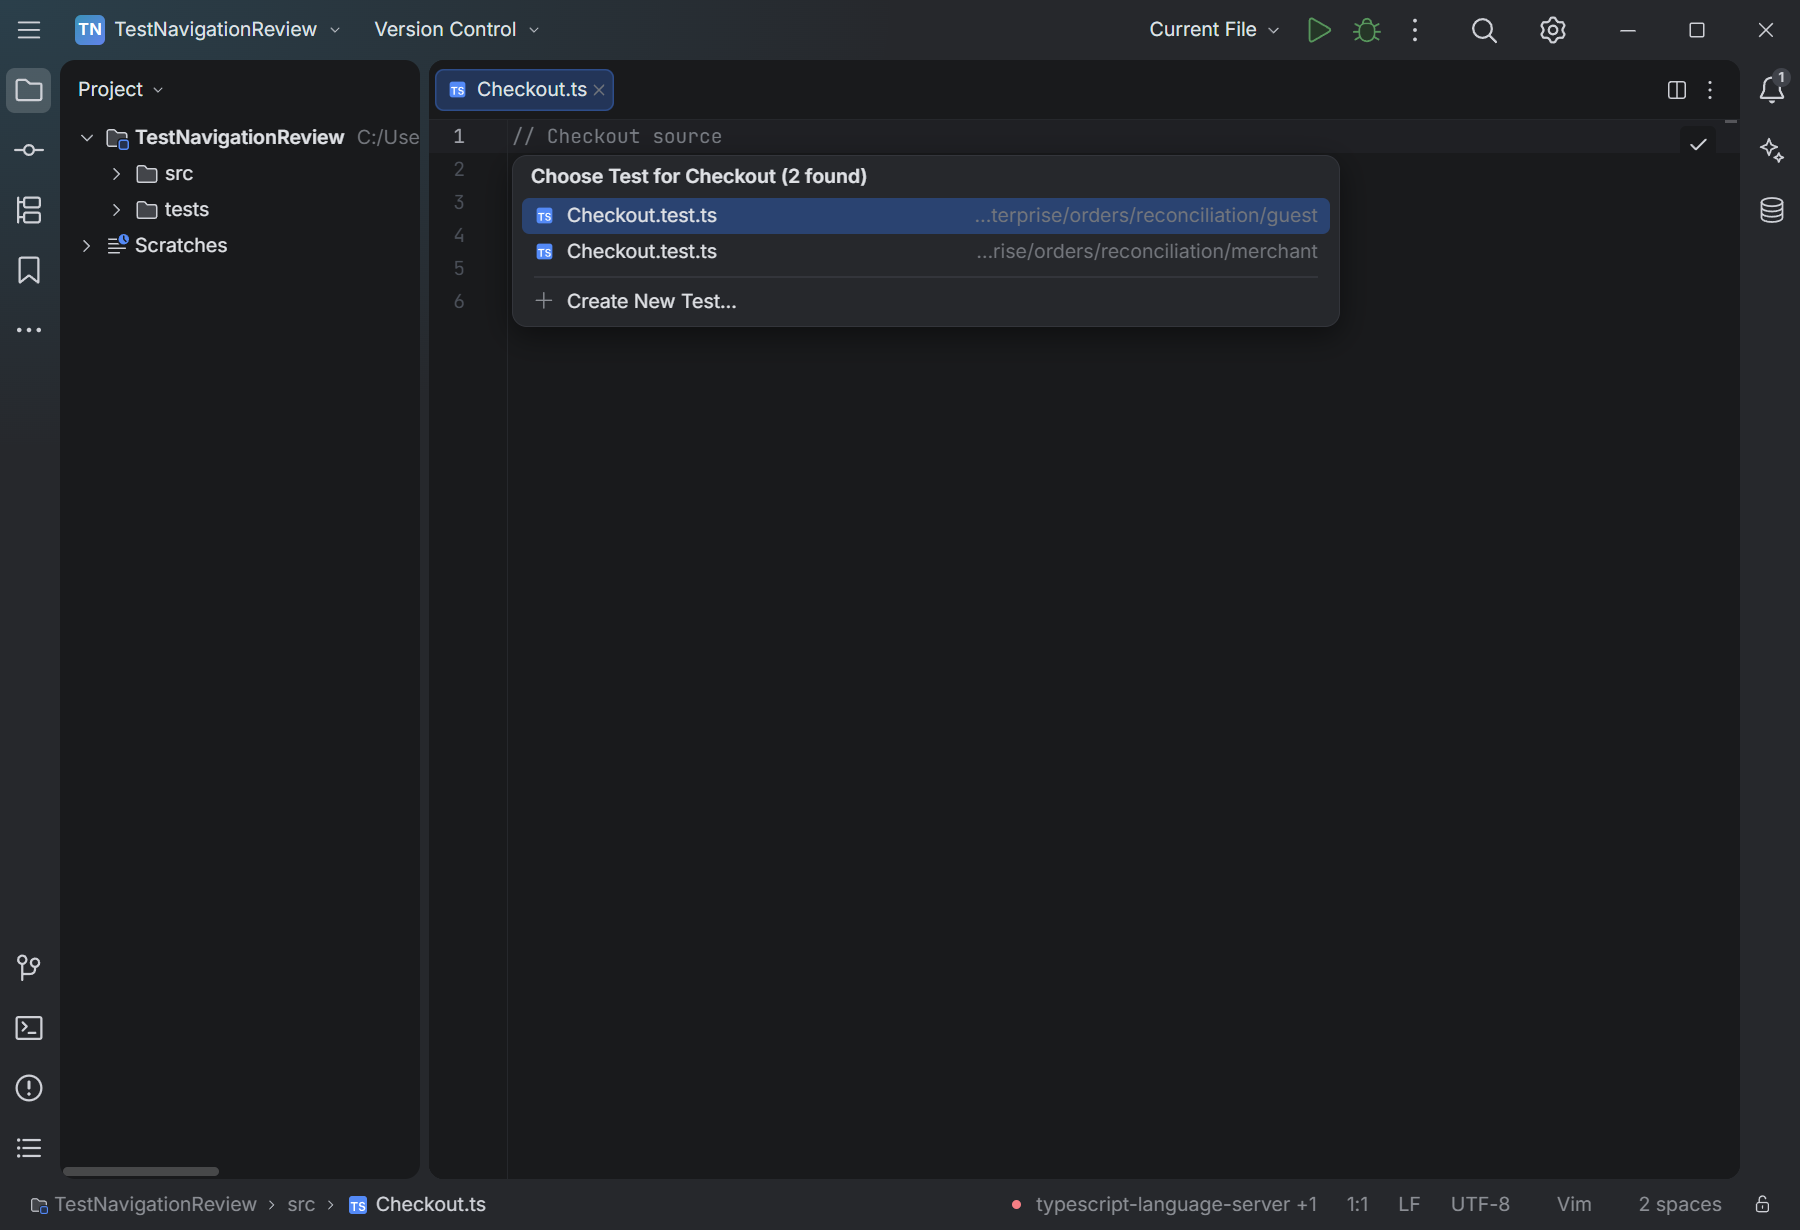 TN TestNavigationReview Version Control Current File
Project
Checkout.ts
1
TestNavigationReview C:/Use
src
tests
Scratches
1 // Checkout source
2
3
4
5
6
Choose Test for Checkout (2 found)
TS Checkout.test.ts ...terprise/orders/reconciliation/guest
TS Checkout.test.ts ...rise/orders/reconciliation/merchant
Create New Test...
TestNavigationReview › src › TS Checkout.ts typescript-language-server +1 1:1 LF UTF-8 Vim 2 spaces